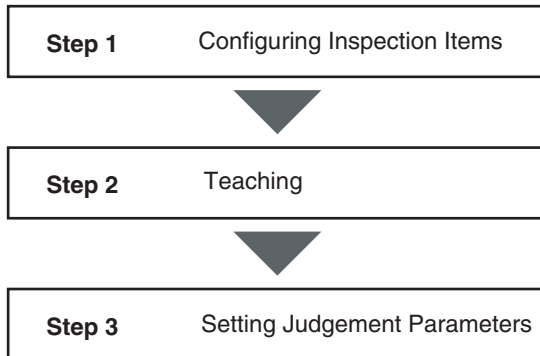 Step 1 Configuring Inspection Items
Step 2 Teaching
Step 3 Setting Judgement Parameters